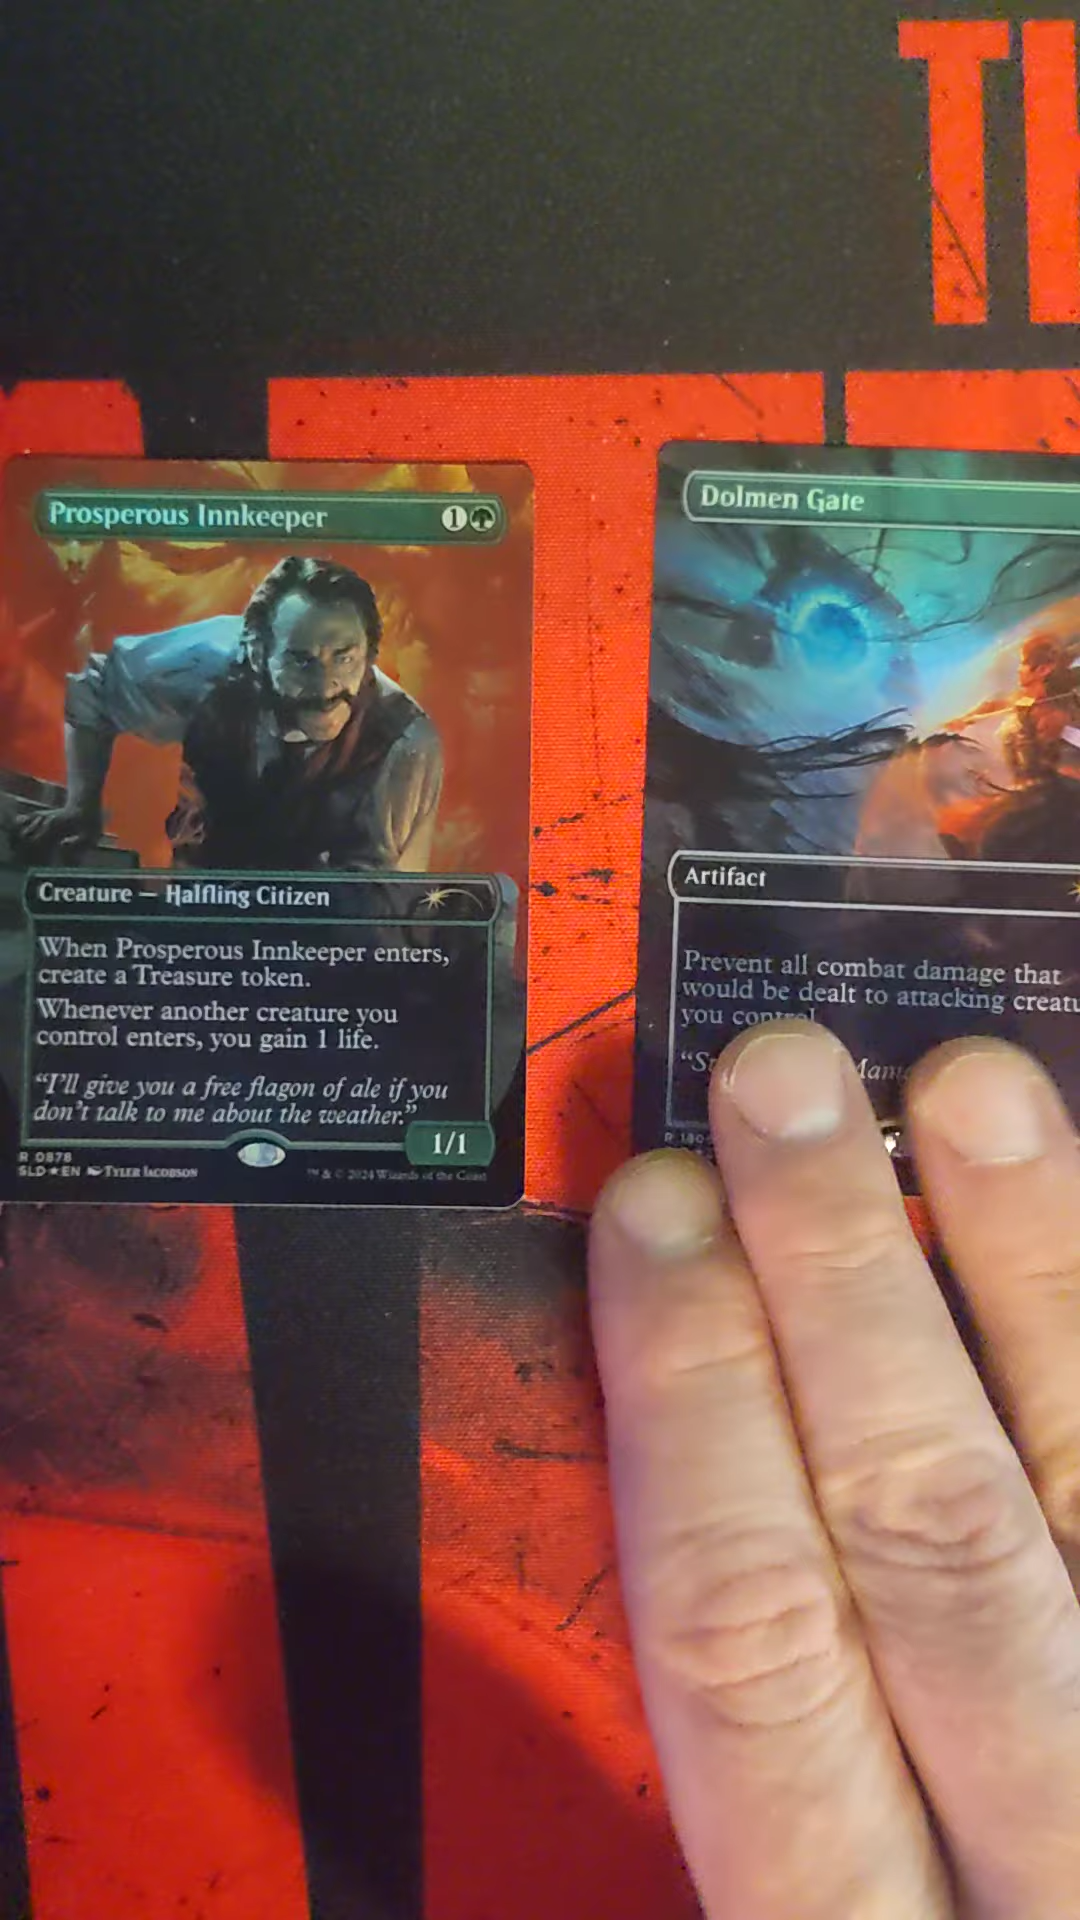 TH
Prosperous Innkeeper 1
Creature — Halfling Citizen
When Prosperous Innkeeper enters,
create a Treasure token.
Whenever another creature you
control enters, you gain 1 life.
“I’ll give you a free flagon of ale if you
don’t talk to me about the weather.”
1/1
R 0878
SLD★EN TYLER JACOBSON
™ & © 2024 Wizards of the Coast
Dolmen Gate
Artifact
Prevent all combat damage that
would be dealt to attacking creatu
you control.